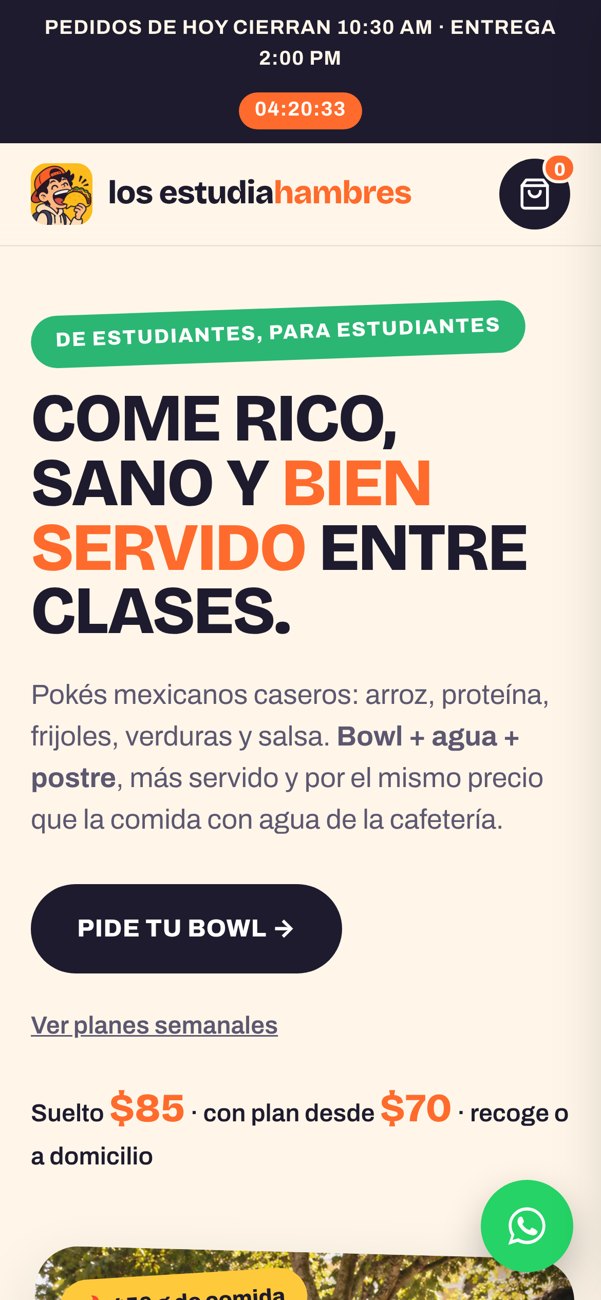 PEDIDOS DE HOY CIERRAN 10:30 AM · ENTREGA
2:00 PM
04:20:33
los estudiahambres
0
DE ESTUDIANTES, PARA ESTUDIANTES
COME RICO,
SANO Y BIEN
SERVIDO ENTRE
CLASES.
Pokés mexicanos caseros: arroz, proteína,
frijoles, verduras y salsa. Bowl + agua +
postre, más servido y por el mismo precio
que la comida con agua de la cafetería.
PIDE TU BOWL →
Ver planes semanales
Suelto $85 · con plan desde $70 · recoge o
a domicilio
g de comida